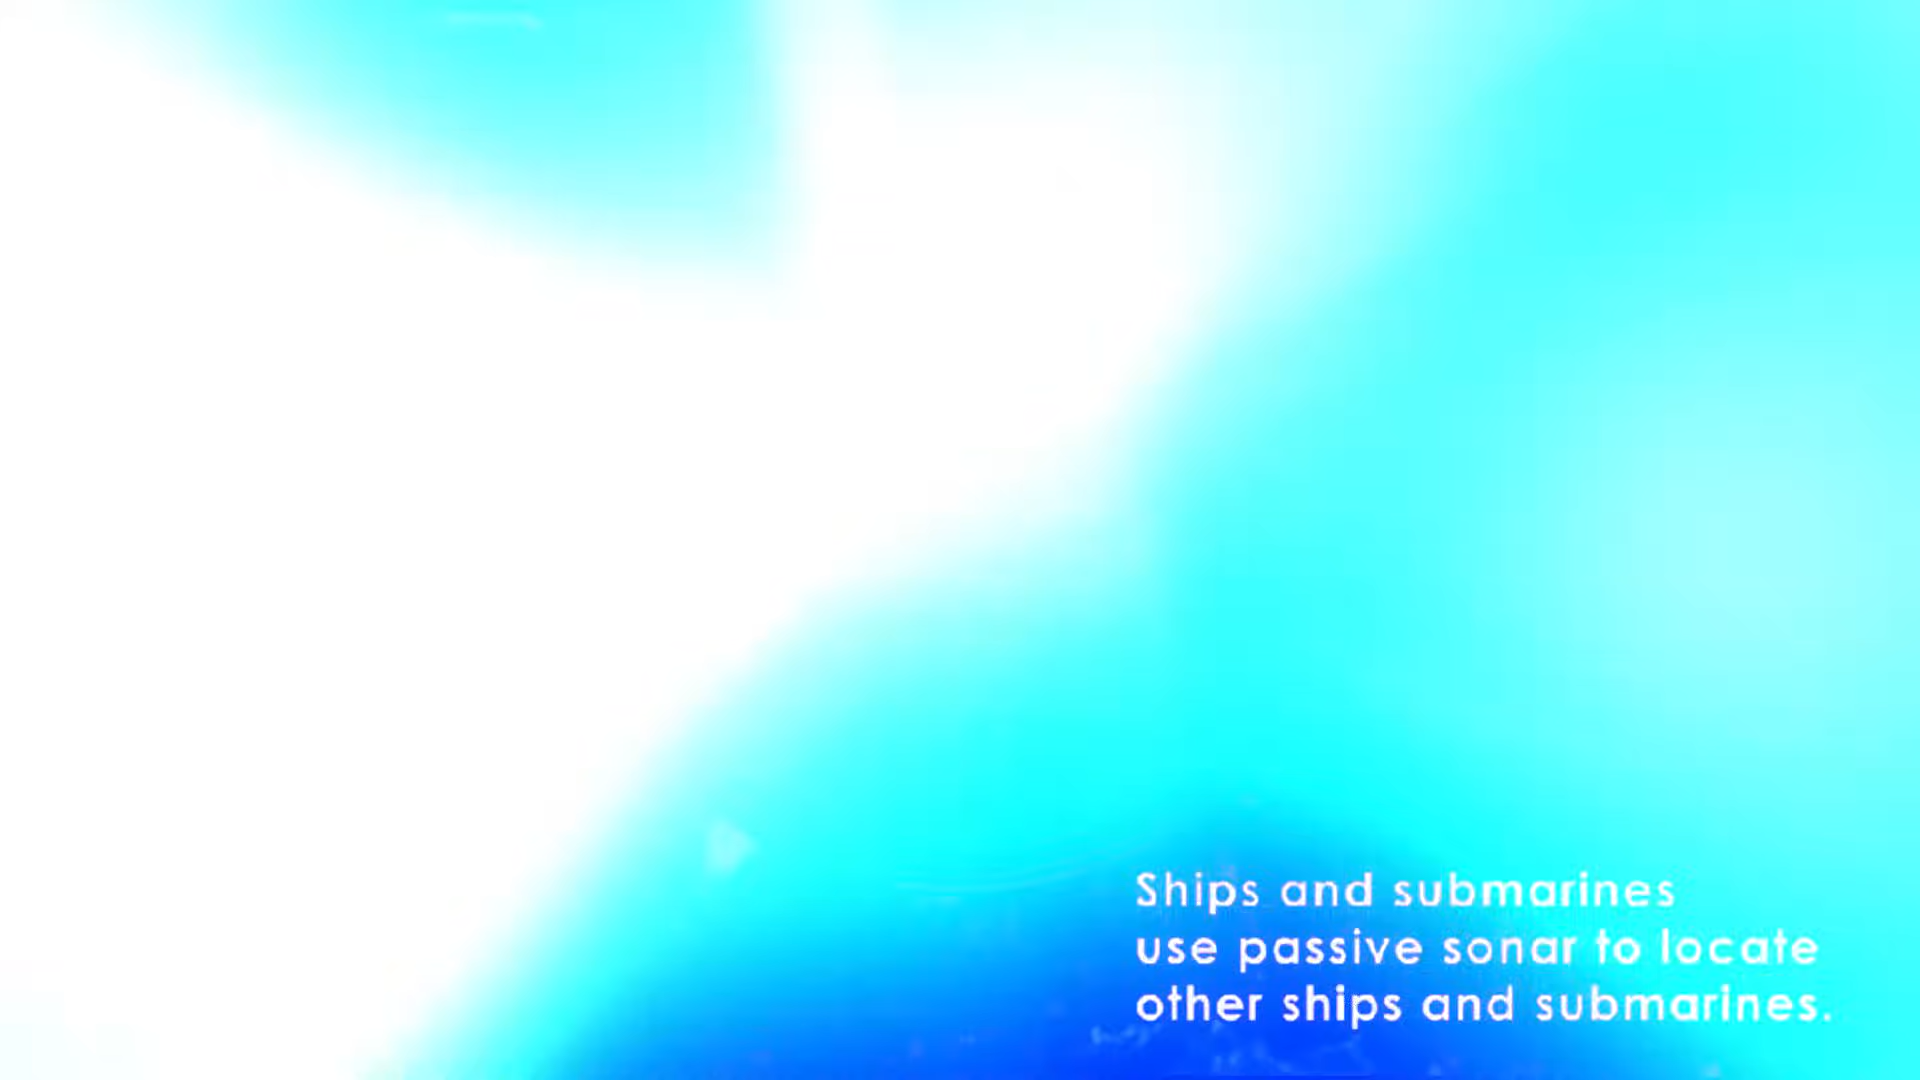 Ships and submarines
use passive sonar to locate
other ships and submarines.